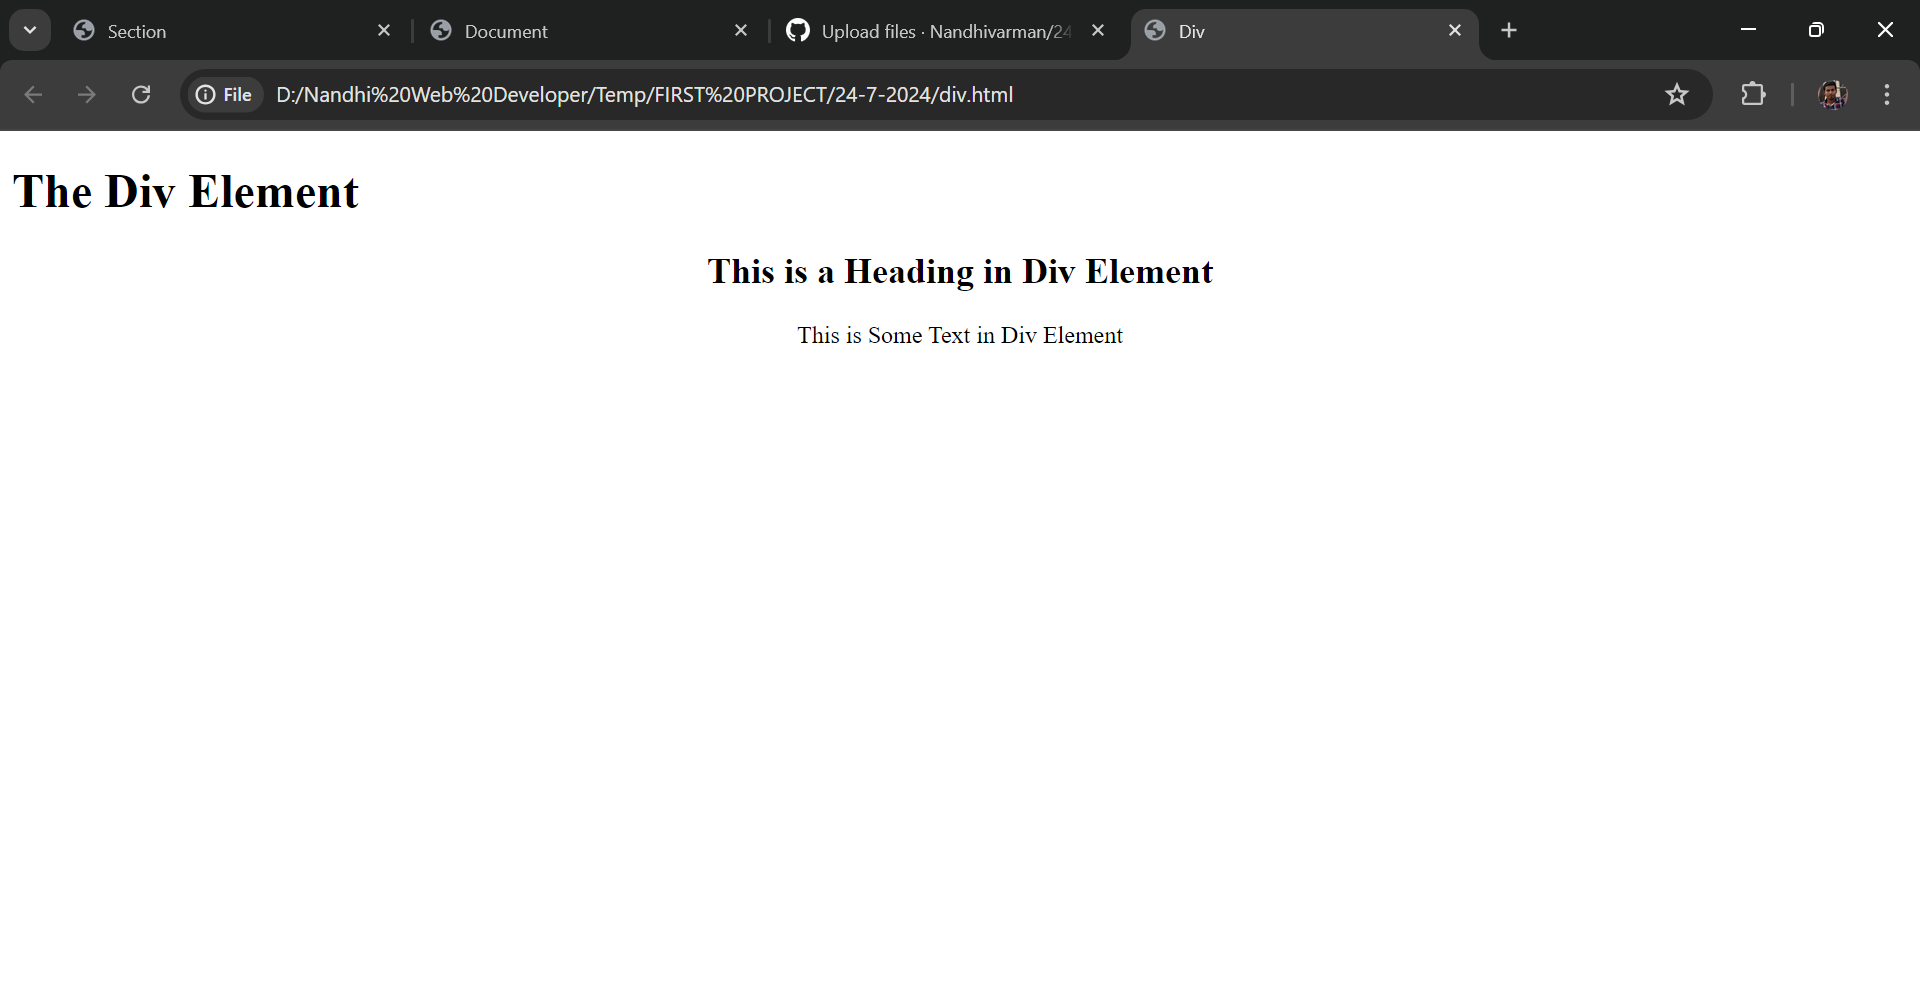 Section
Document
Upload files · Nandhivarman/24
Div
File
D:/Nandhi%20Web%20Developer/Temp/FIRST%20PROJECT/24-7-2024/div.html
The Div Element
This is a Heading in Div Element
This is Some Text in Div Element